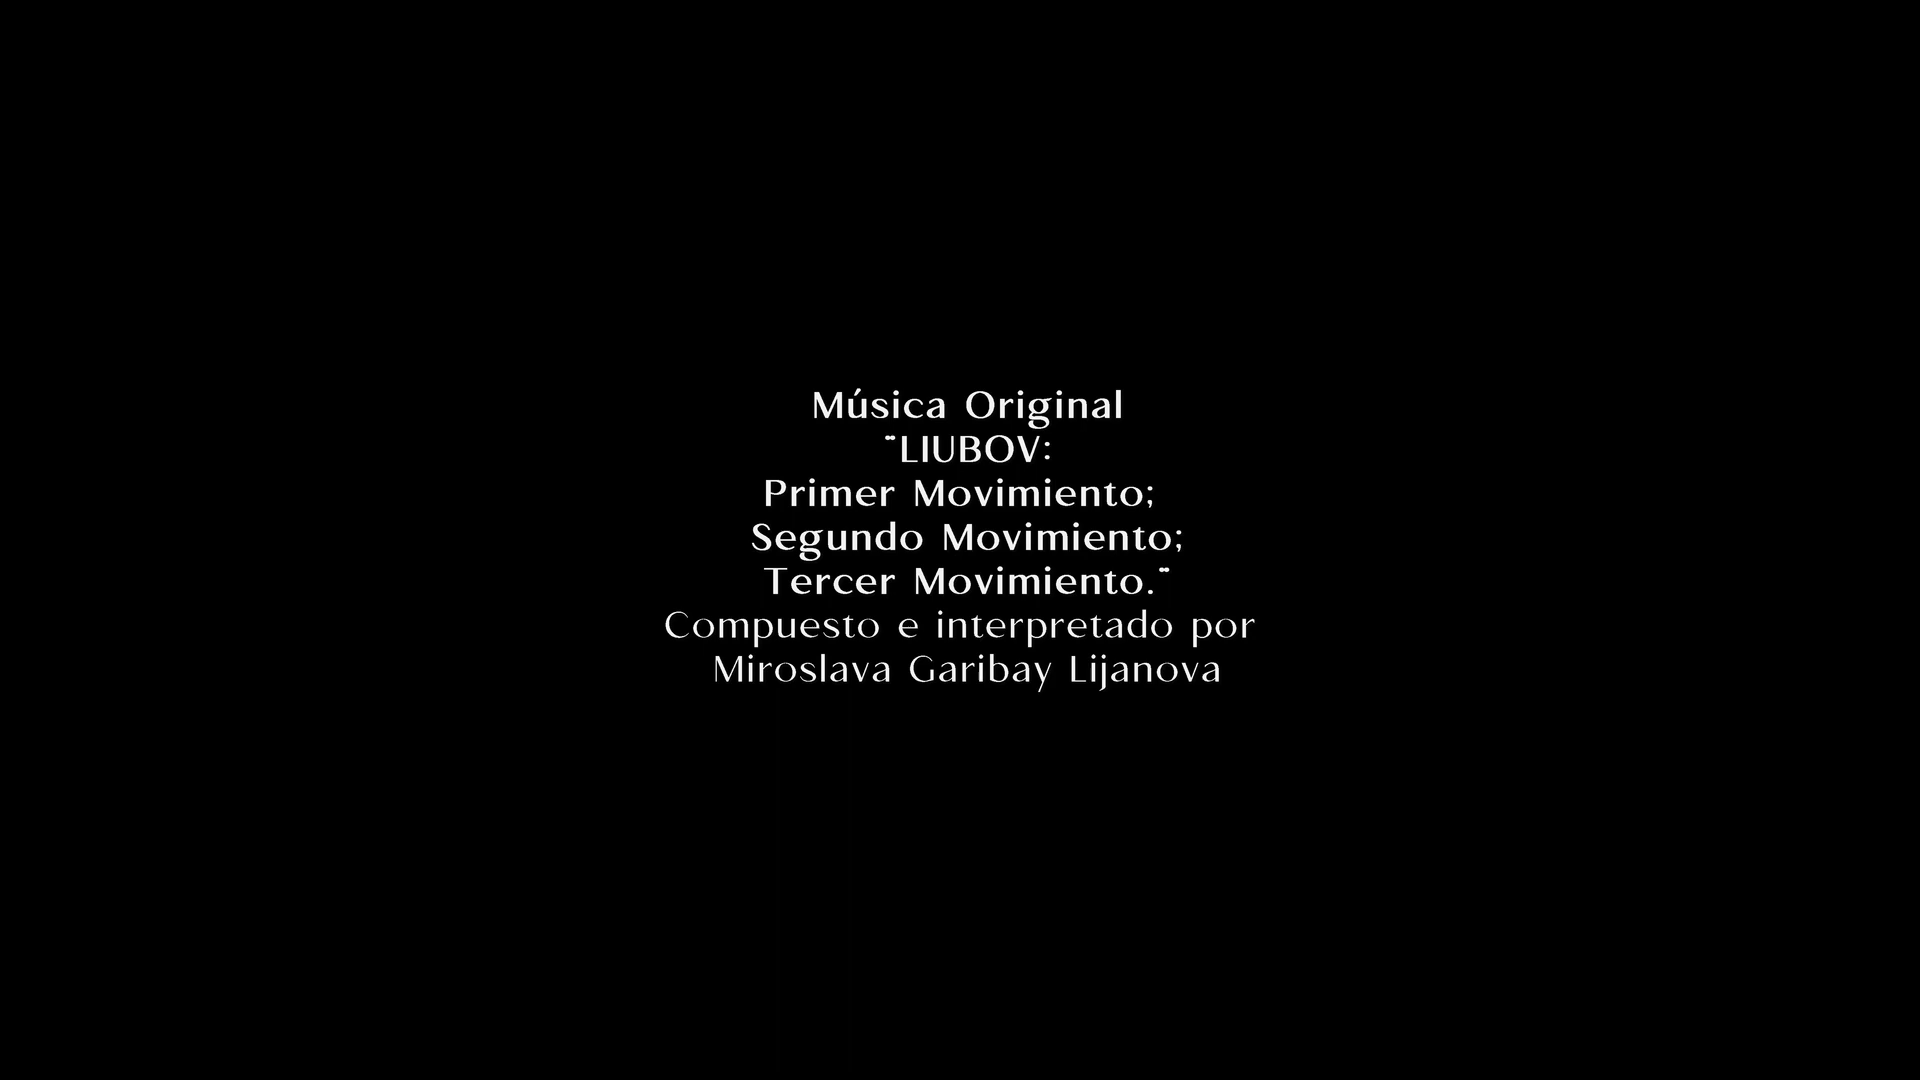 Música Original
¨LIUBOV:
Primer Movimiento;
Segundo Movimiento;
Tercer Movimiento.¨
Compuesto e interpretado por
Miroslava Garibay Lijanova